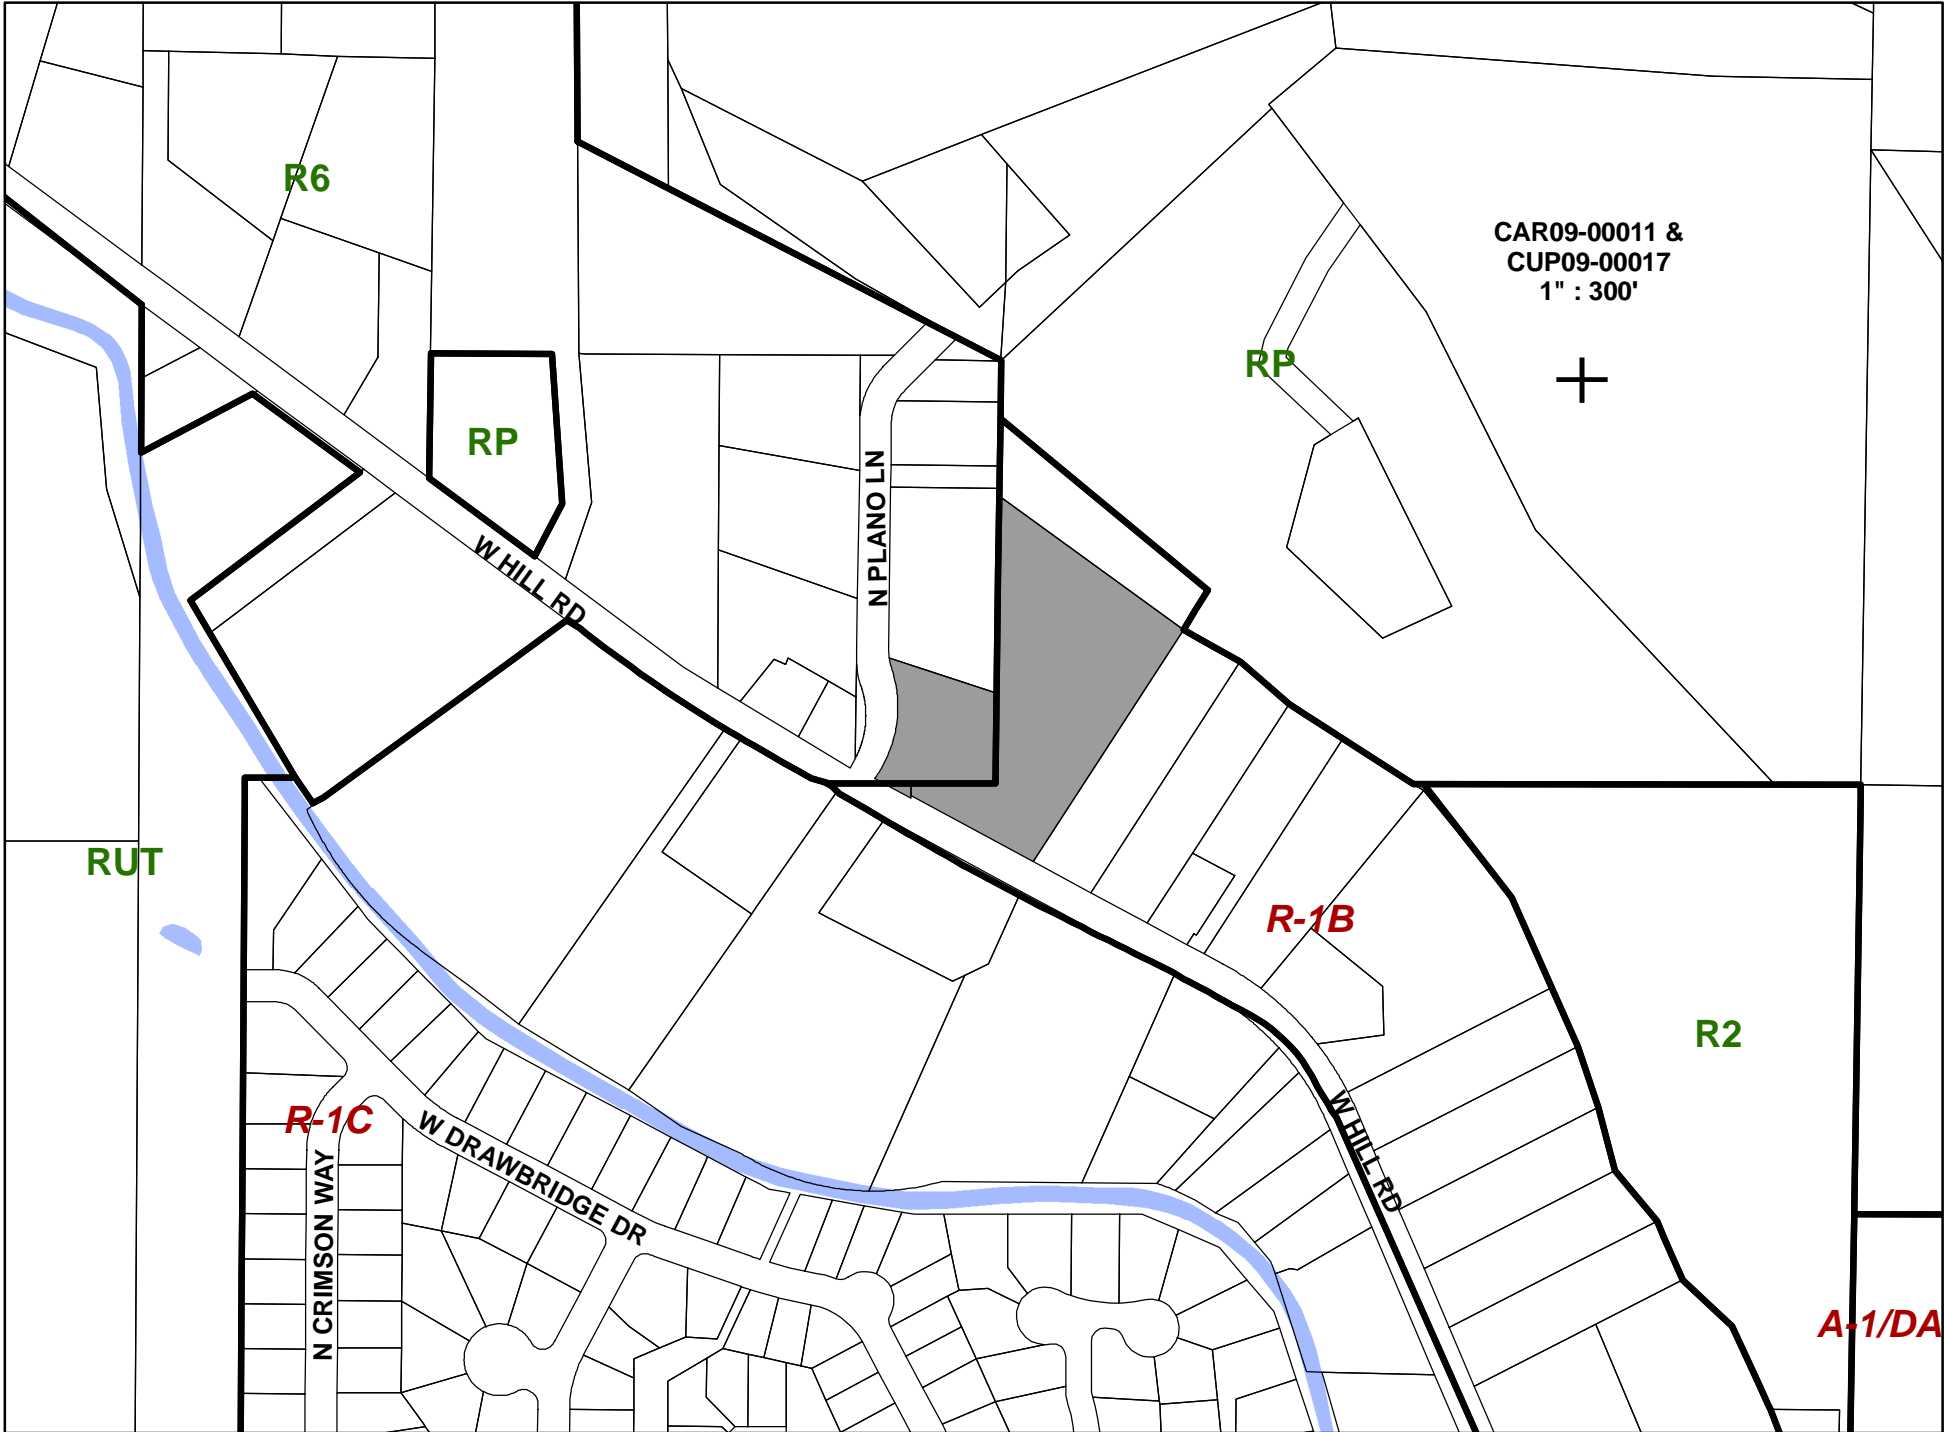 R6
CAR09-00011 &
CUP09-00017
1" : 300'
RP
RP
N PLANO LN
W HILL RD
RUT
R-1B
R2
R-1C
W DRAWBRIDGE DR
W HILL RD
N CRIMSON WAY
A-1/DA